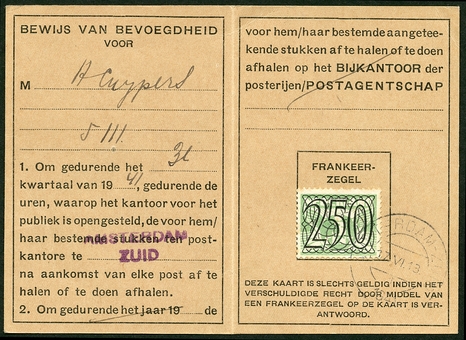 BEWIJS VAN BEVOEGDHEID
VOOR
M H Cuypers
8 III.
1. Om gedurende het 3e
kwartaal van 1941, gedurende de
uren, waarop het kantoor voor het
publiek is opengesteld, de voor hem/
haar bestemde stukken ten post-
AMSTERDAM
kantore te ZUID
na aankomst van elke post af te
halen of te doen afhalen.
2. Om gedurende het jaar 19 de
voor hem/haar bestemde aangetee-
kende stukken af te halen of te doen
afhalen op het BIJKANTOOR der
posterijen/POSTAGENTSCHAP
FRANKEER-
ZEGEL
250
DEZE KAART IS SLECHTS GELDIG INDIEN HET
VERSCHULDIGDE RECHT DOOR MIDDEL VAN
EEN FRANKEERZEGEL OP DE KAART IS VER-
ANTWOORD.